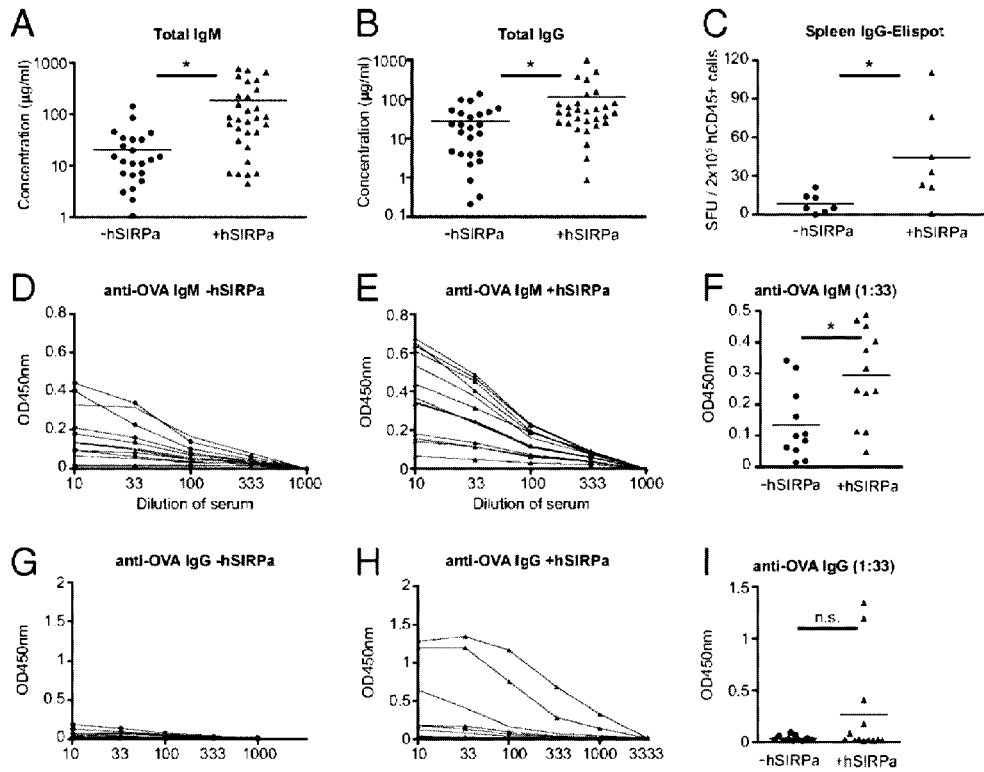 A
Total IgM
Concentration (µg/ml)
1000
100
10
1
*
-hSIRPa
+hSIRPa
B
Total IgG
Concentration (µg/ml)
1000
100
10
1
0.1
*
-hSIRPa
+hSIRPa
C
Spleen IgG-Elispot
SFU / 2x10⁵ hCD45+ cells
120
90
60
30
0
*
-hSIRPa
+hSIRPa
D
anti-OVA IgM -hSIRPa
OD450nm
0.8
0.6
0.4
0.2
0
10
33
100
333
1000
Dilution of serum
E
anti-OVA IgM +hSIRPa
OD450nm
0.8
0.6
0.4
0.2
0
10
33
100
333
1000
Dilution of serum
F
anti-OVA IgM (1:33)
OD450nm
0.5
0.4
0.3
0.2
0.1
0
*
-hSIRPa
+hSIRPa
G
anti-OVA IgG -hSIRPa
OD450nm
2
1.5
1
0.5
0
10
33
100
333
1000
H
anti-OVA IgG +hSIRPa
OD450nm
2
1.5
1
0.5
0
10
33
100
333
1000
3333
I
anti-OVA IgG (1:33)
OD450nm
1.5
1
0.5
0
n.s.
-hSIRPa
+hSIRPa